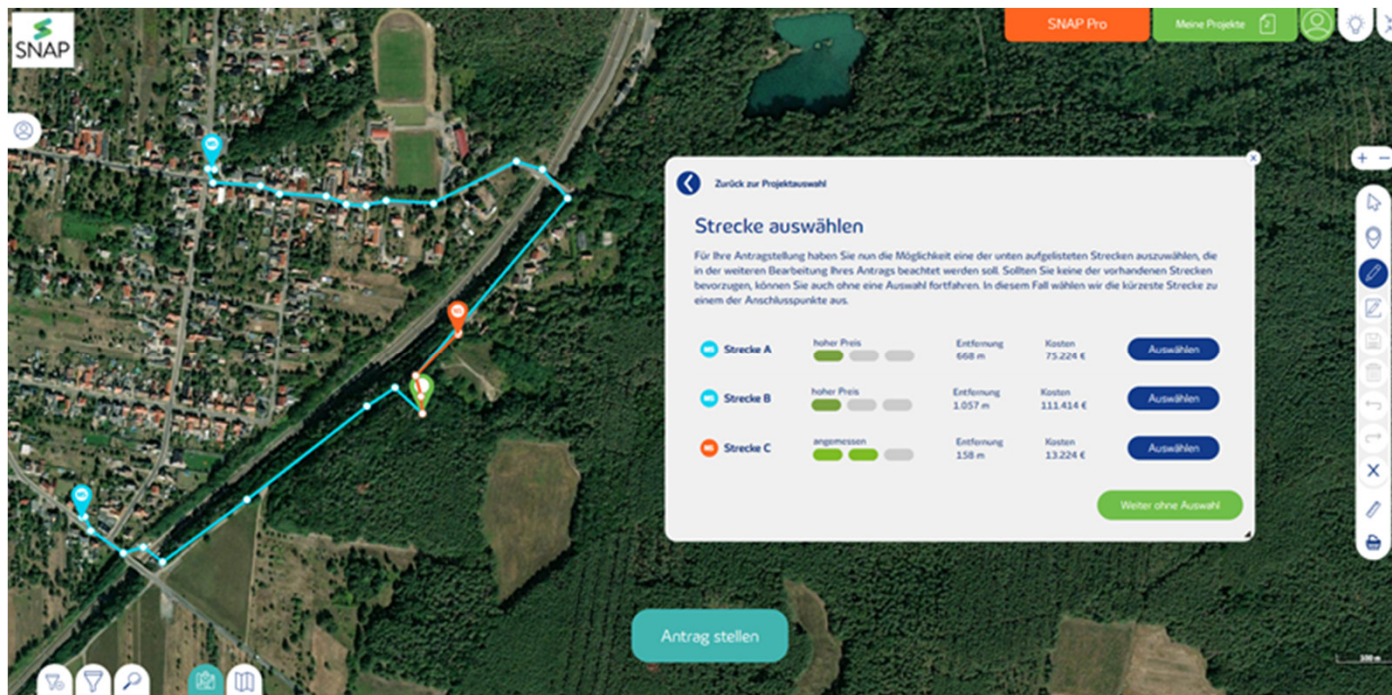 SNAP
SNAP Pro
Meine Projekte 2
Zurück zur Projektauswahl
Strecke auswählen
Für Ihre Antragstellung haben Sie nun die Möglichkeit eine der unten aufgelisteten Strecken auszuwählen, die
in der weiteren Bearbeitung Ihres Antrags beachtet werden soll. Sollten Sie keine der vorhandenen Strecken
bevorzugen, können Sie auch ohne eine Auswahl fortfahren. In diesem Fall wählen wir die kürzeste Strecke zu
einem der Anschlusspunkte aus.
MS Strecke A hoher Preis Entfernung 668 m Kosten 75.224 € Auswählen
MS Strecke B hoher Preis Entfernung 1.057 m Kosten 111.414 € Auswählen
NS Strecke C angemessen Entfernung 158 m Kosten 13.224 € Auswählen
Weiter ohne Auswahl
Antrag stellen
100 m